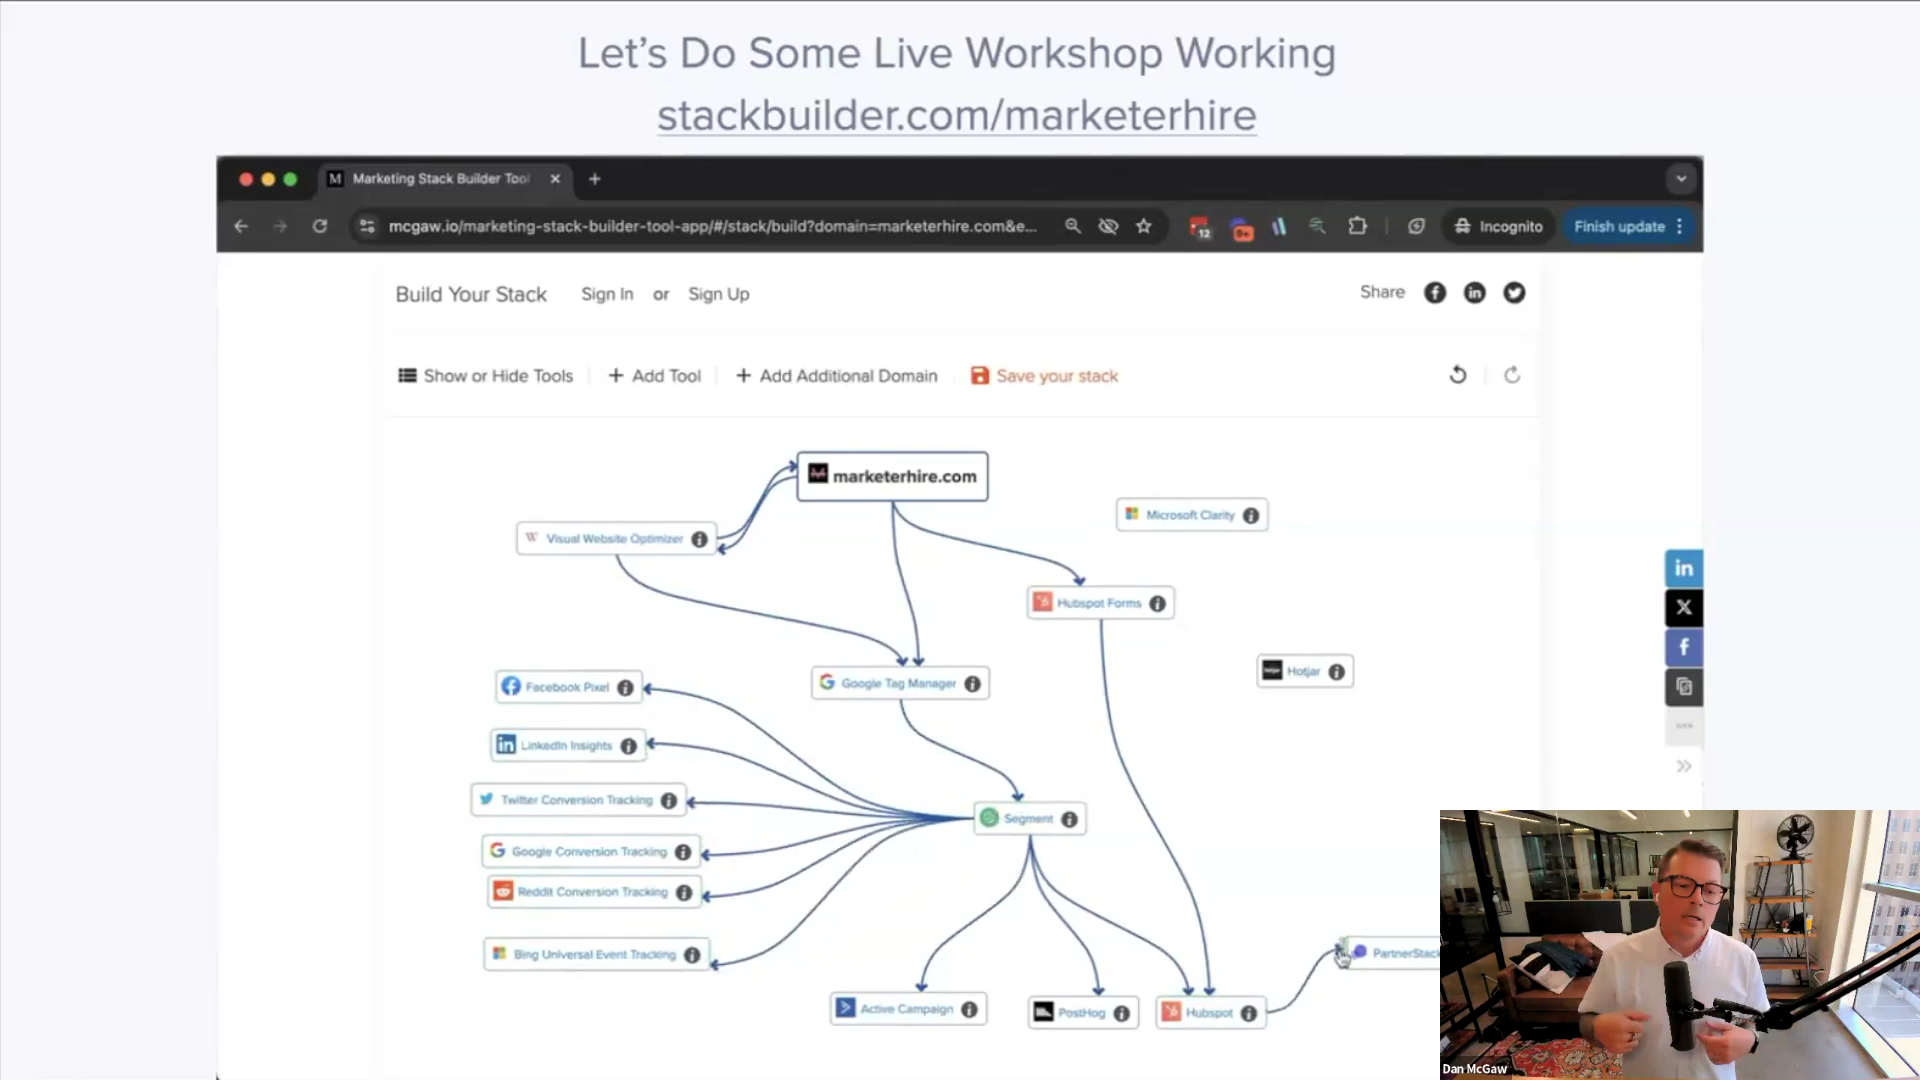 Let's Do Some Live Workshop Working
stackbuilder.com/marketerhire
Marketing Stack Builder Tool
mcgaw.io/marketing-stack-builder-tool-app/#/stack/build?domain=marketerhire.com&e...
12
9+
Incognito
Finish update
Build Your Stack
Sign In or Sign Up
Share
Show or Hide Tools
Add Tool
Add Additional Domain
Save your stack
marketerhire.com
Microsoft Clarity
Visual Website Optimizer
Hubspot Forms
Hotjar
Google Tag Manager
Facebook Pixel
LinkedIn Insights
Twitter Conversion Tracking
Segment
Google Conversion Tracking
Reddit Conversion Tracking
Bing Universal Event Tracking
PartnerStack
Active Campaign
PostHog
Hubspot
Dan McGaw